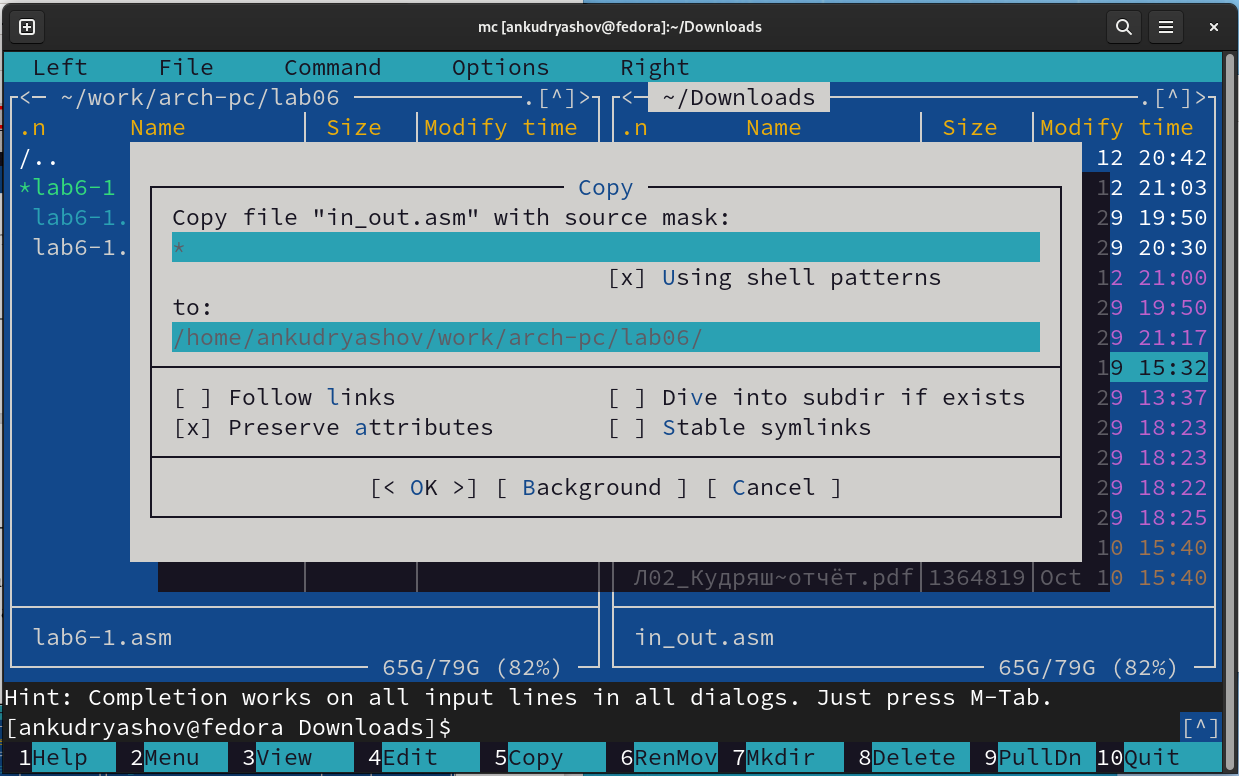 mc [ankudryashov@fedora]:~/Downloads
Left File Command Options Right
<─ ~/work/arch-pc/lab06 .[^]> <─ ~/Downloads .[^]>
.n Name Size Modify time .n Name Size Modify time
/.. 12 20:42
*lab6-1 12 21:03
lab6-1. 29 19:50
lab6-1. 29 20:30
12 21:00
29 19:50
29 21:17
19 15:32
29 13:37
29 18:23
29 18:23
29 18:22
29 18:25
10 15:40
Л02_Кудряш~отчёт.pdf 1364819 Oct 10 15:40
Copy
Copy file "in_out.asm" with source mask:
*
[x] Using shell patterns
to:
/home/ankudryashov/work/arch-pc/lab06/
[ ] Follow links [ ] Dive into subdir if exists
[x] Preserve attributes [ ] Stable symlinks
[< OK >] [ Background ] [ Cancel ]
lab6-1.asm in_out.asm
65G/79G (82%) 65G/79G (82%)
Hint: Completion works on all input lines in all dialogs. Just press M-Tab.
[ankudryashov@fedora Downloads]$ [^]
1Help 2Menu 3View 4Edit 5Copy 6RenMov 7Mkdir 8Delete 9PullDn 10Quit